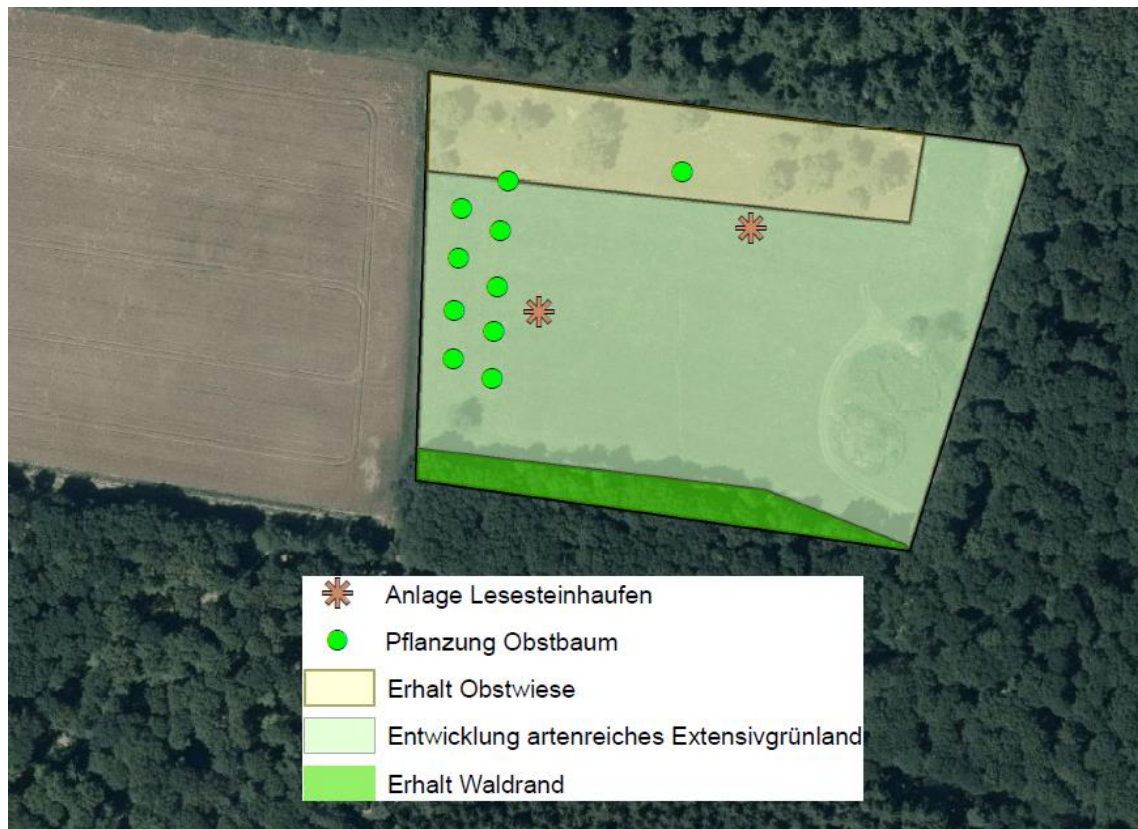 Anlage Lesesteinhaufen
Pflanzung Obstbaum
Erhalt Obstwiese
Entwicklung artenreiches Extensivgrünland
Erhalt Waldrand